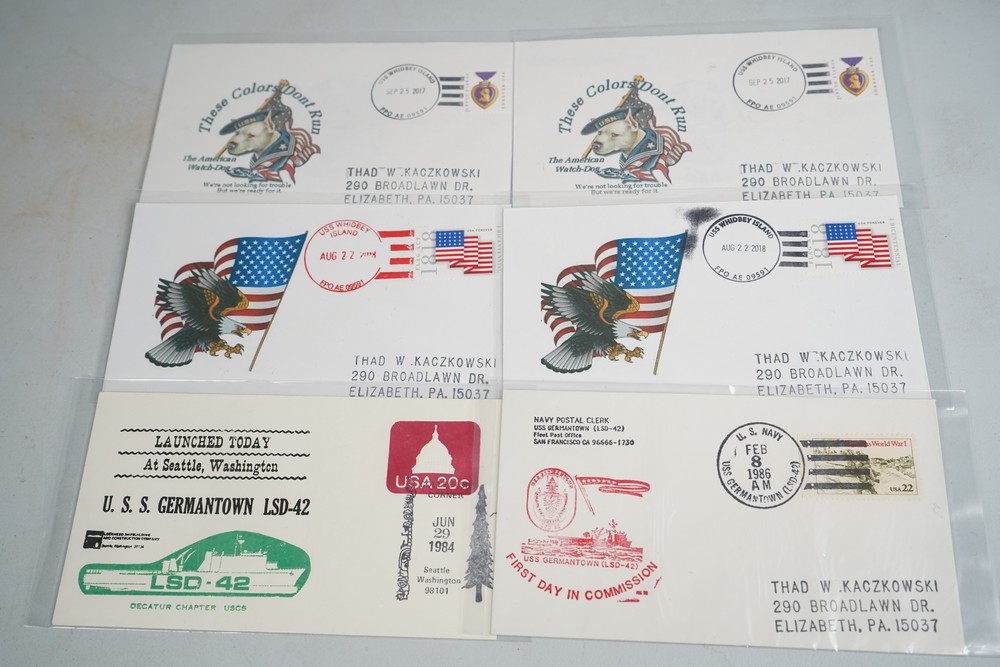 These Colors Dont Run
The American
Watch-Dog
We're not looking for trouble
But we're ready for it.
USS WHIDBEY ISLAND
SEP 25 2017
FPO AE 09591
THAD W. KACZKOWSKI
290 BROADLAWN DR.
ELIZABETH, PA. 15037
These Colors Dont Run
The American
Watch-Dog
We're not looking for trouble
But we're ready for it.
USS WHIDBEY ISLAND
SEP 25 2017
FPO AE 09591
THAD W. KACZKOWSKI
290 BROADLAWN DR.
ELIZABETH, PA. 15037
USS WHIDBEY
ISLAND
AUG 22 2018
FPO AE 09591
1818
THAD W. KACZKOWSKI
290 BROADLAWN DR.
ELIZABETH, PA. 15037
USS WHIDBEY ISLAND
AUG 22 2018
FPO AE 09591
1818
THAD W. KACZKOWSKI
290 BROADLAWN DR.
ELIZABETH, PA. 15037
LAUNCHED TODAY
At Seattle, Washington
U. S. S. GERMANTOWN LSD-42
AND CONSTRUCTION COMPANY
LSD-42
DECATUR CHAPTER USCS
USA 20c
CORNER
JUN
29
1984
Seattle
Washington
98101
NAVY POSTAL CLERK
USS GERMANTOWN (LSD-42)
Fleet Post Office
SAN FRANCISCO CA 96666-1730
USS GERMANTOWN (LSD-42)
FIRST DAY IN COMMISSION
U. S. NAVY
FEB
8
1986
AM
USS GERMANTOWN (LSD-42)
World War I
USA 22
THAD W. KACZKOWSKI
290 BROADLAWN DR.
ELIZABETH, PA. 15037